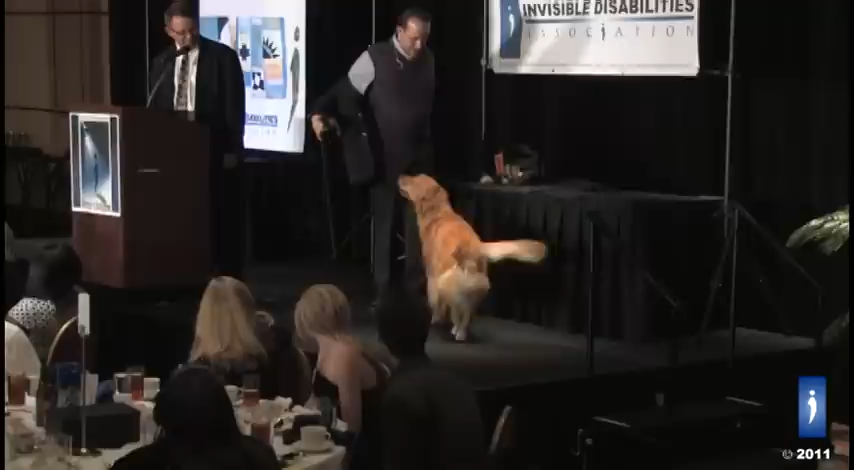 INVISIBLE DISABILITIES
ASSOCIATION
© 2011